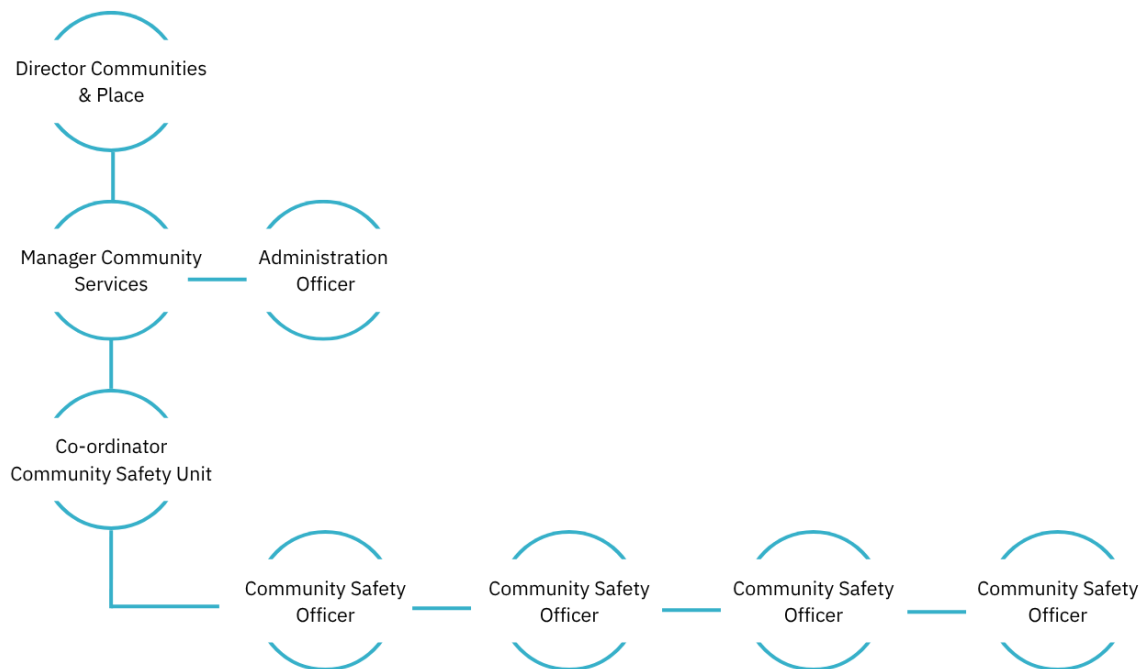 Director Communities
& Place
Manager Community
Services
Administration
Officer
Co-ordinator
Community Safety Unit
Community Safety
Officer
Community Safety
Officer
Community Safety
Officer
Community Safety
Officer